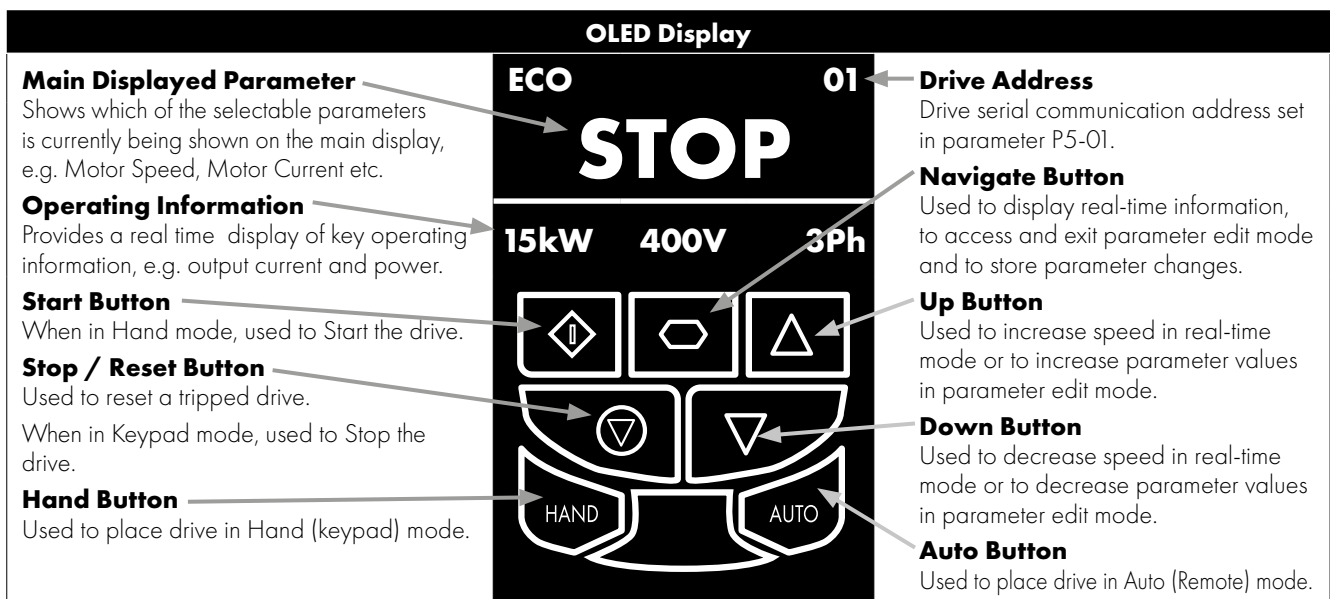 OLED Display
Main Displayed Parameter
Shows which of the selectable parameters
is currently being shown on the main display,
e.g. Motor Speed, Motor Current etc.
Operating Information
Provides a real time display of key operating
information, e.g. output current and power.
Start Button
When in Hand mode, used to Start the drive.
Stop / Reset Button
Used to reset a tripped drive.
When in Keypad mode, used to Stop the
drive.
Hand Button
Used to place drive in Hand (keypad) mode.
ECO 01
STOP
15kW 400V 3Ph
HAND AUTO
Drive Address
Drive serial communication address set
in parameter P5-01.
Navigate Button
Used to display real-time information,
to access and exit parameter edit mode
and to store parameter changes.
Up Button
Used to increase speed in real-time
mode or to increase parameter values
in parameter edit mode.
Down Button
Used to decrease speed in real-time
mode or to decrease parameter values
in parameter edit mode.
Auto Button
Used to place drive in Auto (Remote) mode.